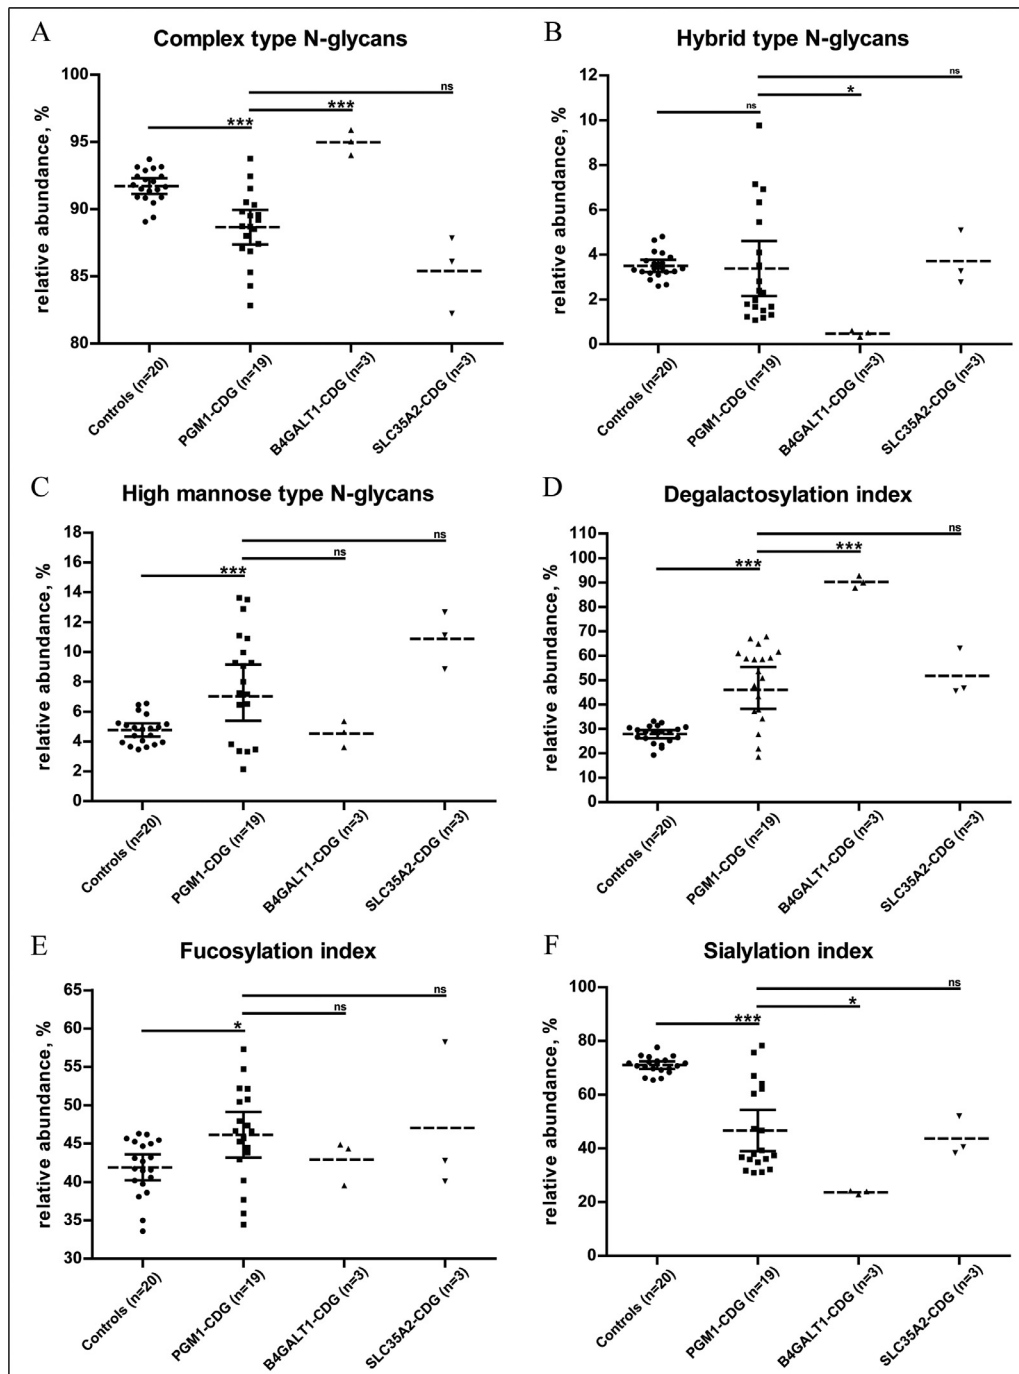 A
Complex type N-glycans
relative abundance, %
100
95
90
85
80
***
***
ns
Controls (n=20)
PGM1-CDG (n=19)
B4GALT1-CDG (n=3)
SLC35A2-CDG (n=3)
B
Hybrid type N-glycans
relative abundance, %
12
10
8
6
4
2
0
ns
*
ns
Controls (n=20)
PGM1-CDG (n=19)
B4GALT1-CDG (n=3)
SLC35A2-CDG (n=3)
C
High mannose type N-glycans
relative abundance, %
18
16
14
12
10
8
6
4
2
0
***
ns
ns
Controls (n=20)
PGM1-CDG (n=19)
B4GALT1-CDG (n=3)
SLC35A2-CDG (n=3)
D
Degalactosylation index
relative abundance, %
110
100
90
80
70
60
50
40
30
20
10
0
***
***
ns
Controls (n=20)
PGM1-CDG (n=19)
B4GALT1-CDG (n=3)
SLC35A2-CDG (n=3)
E
Fucosylation index
relative abundance, %
65
60
55
50
45
40
35
30
*
ns
ns
Controls (n=20)
PGM1-CDG (n=19)
B4GALT1-CDG (n=3)
SLC35A2-CDG (n=3)
F
Sialylation index
relative abundance, %
100
80
60
40
20
0
***
*
ns
Controls (n=20)
PGM1-CDG (n=19)
B4GALT1-CDG (n=3)
SLC35A2-CDG (n=3)